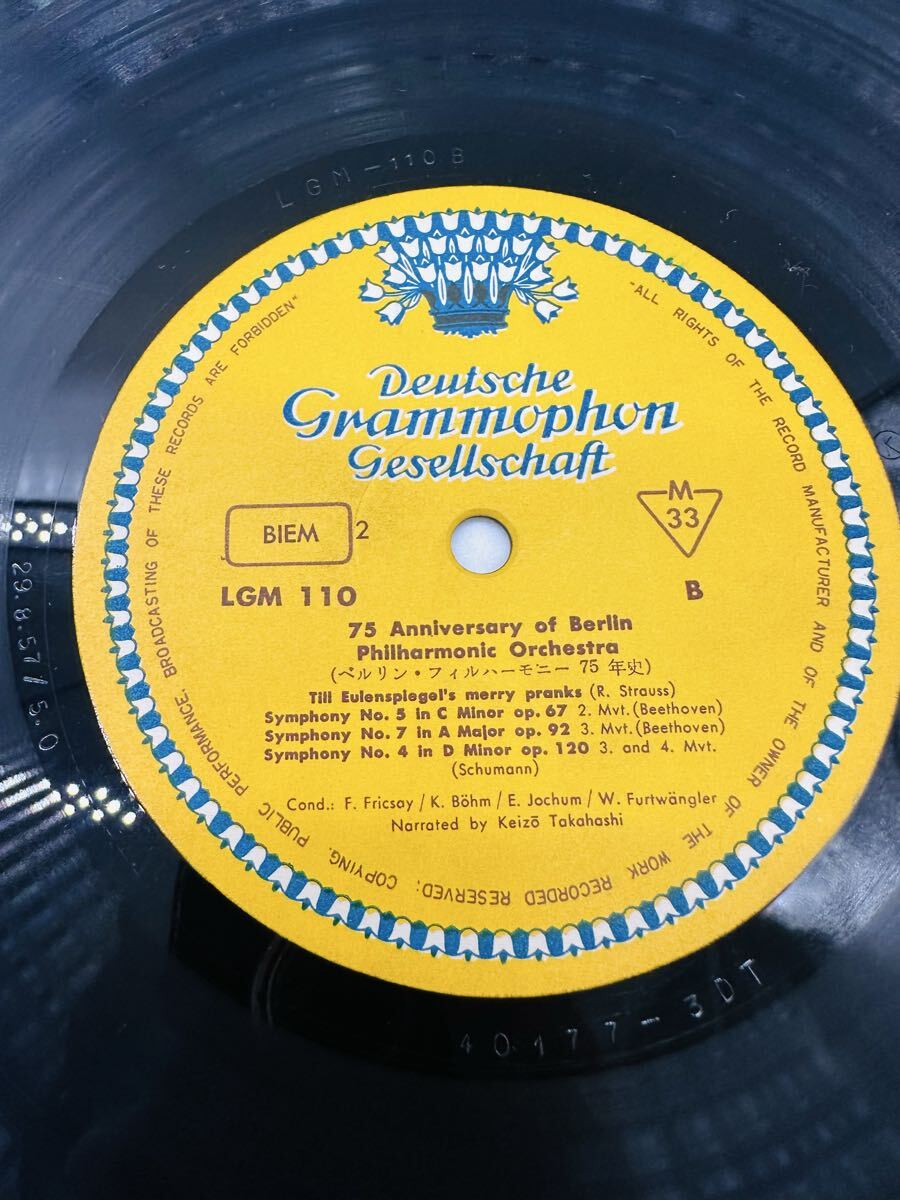 LGM-110 B
"ALL RIGHTS OF THE RECORD MANUFACTURER AND OF THE OWNER OF THE WORK RECORDED RESERVED: COPYING, PUBLIC PERFORMANCE, BROADCASTING OF THESE RECORDS ARE FORBIDDEN"
Deutsche
Grammophon
Gesellschaft
BIEM 2
M
33
LGM 110
B
75 Anniversary of Berlin
Philharmonic Orchestra
(ベルリン・フィルハーモニー 75 年史)
Till Eulenspiegel's merry pranks (R. Strauss)
Symphony No. 5 in C Minor op. 67 2. Mvt. (Beethoven)
Symphony No. 7 in A Major op. 92 3. Mvt. (Beethoven)
Symphony No. 4 in D Minor op. 120 3. and 4. Mvt.
(Schumann)
Cond.: F. Fricsay / K. Böhm / E. Jochum / W. Furtwängler
Narrated by Keizō Takahashi
K
40177-3DT